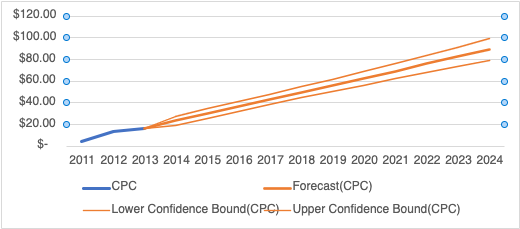 $120.00
$100.00
$80.00
$60.00
$40.00
$20.00
$-
2011 2012 2013 2014 2015 2016 2017 2018 2019 2020 2021 2022 2023 2024
CPC Forecast(CPC)
Lower Confidence Bound(CPC) Upper Confidence Bound(CPC)